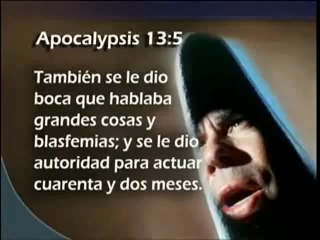 Apocalypsis 13:5
También se le dio
boca que hablaba
grandes cosas y
blasfemias; y se le dio
autoridad para actuar
cuarenta y dos meses.